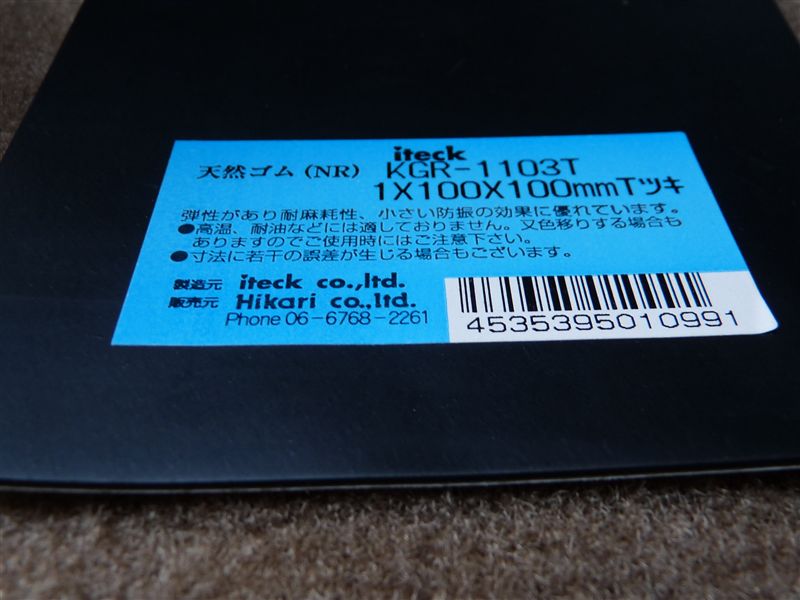 iteck
天然ゴム(NR) KGR-1103T
1X100X100mmTツキ
弾性があり耐麻耗性、小さい防振の効果に優れています。
●高温、耐油などには適しておりません。又色移りする場合も
ありますのでご使用時にはご注意下さい。
●寸法に若干の誤差が生じる場合もございます。
製造元 iteck co.,ltd.
販売元 Hikari co.,ltd.
Phone 06-6768-2261
4535395010991